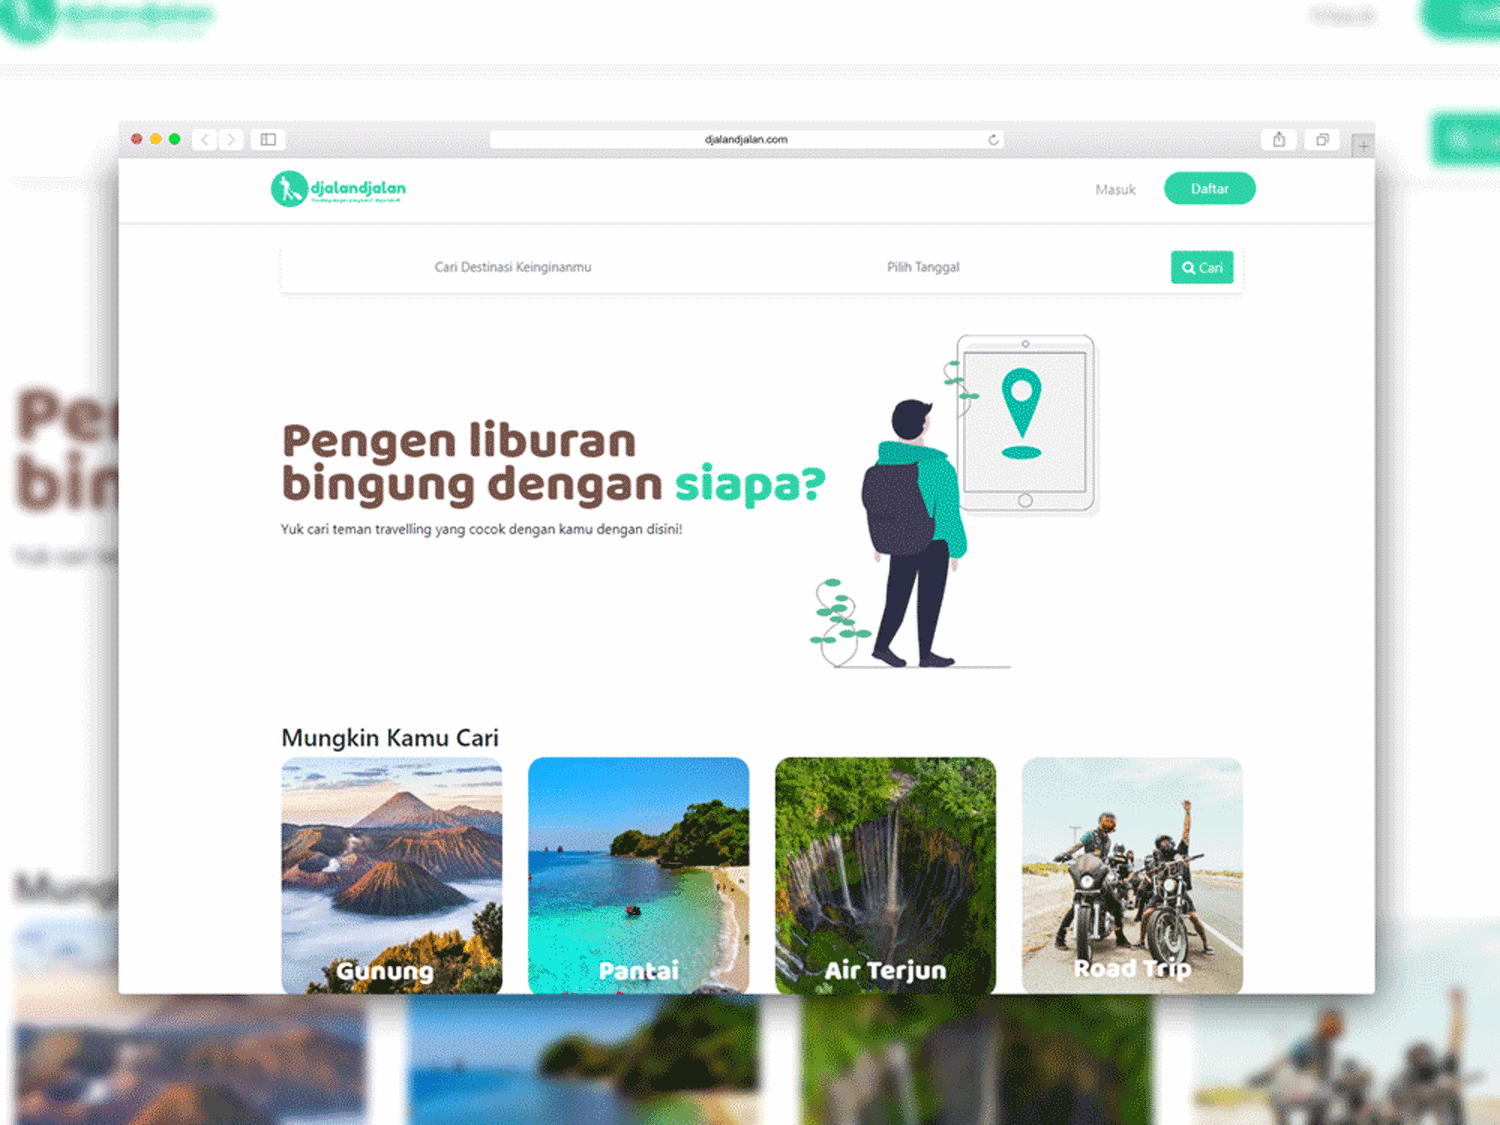 djalandjalan.com
djalandjalan
Masuk
Daftar
Cari Destinasi Keinginanmu
Pilih Tanggal
Cari
Pengen liburan
bingung dengan siapa?
Yuk cari teman travelling yang cocok dengan kamu dengan disini!
Mungkin Kamu Cari
Gunung
Pantai
Air Terjun
Road Trip